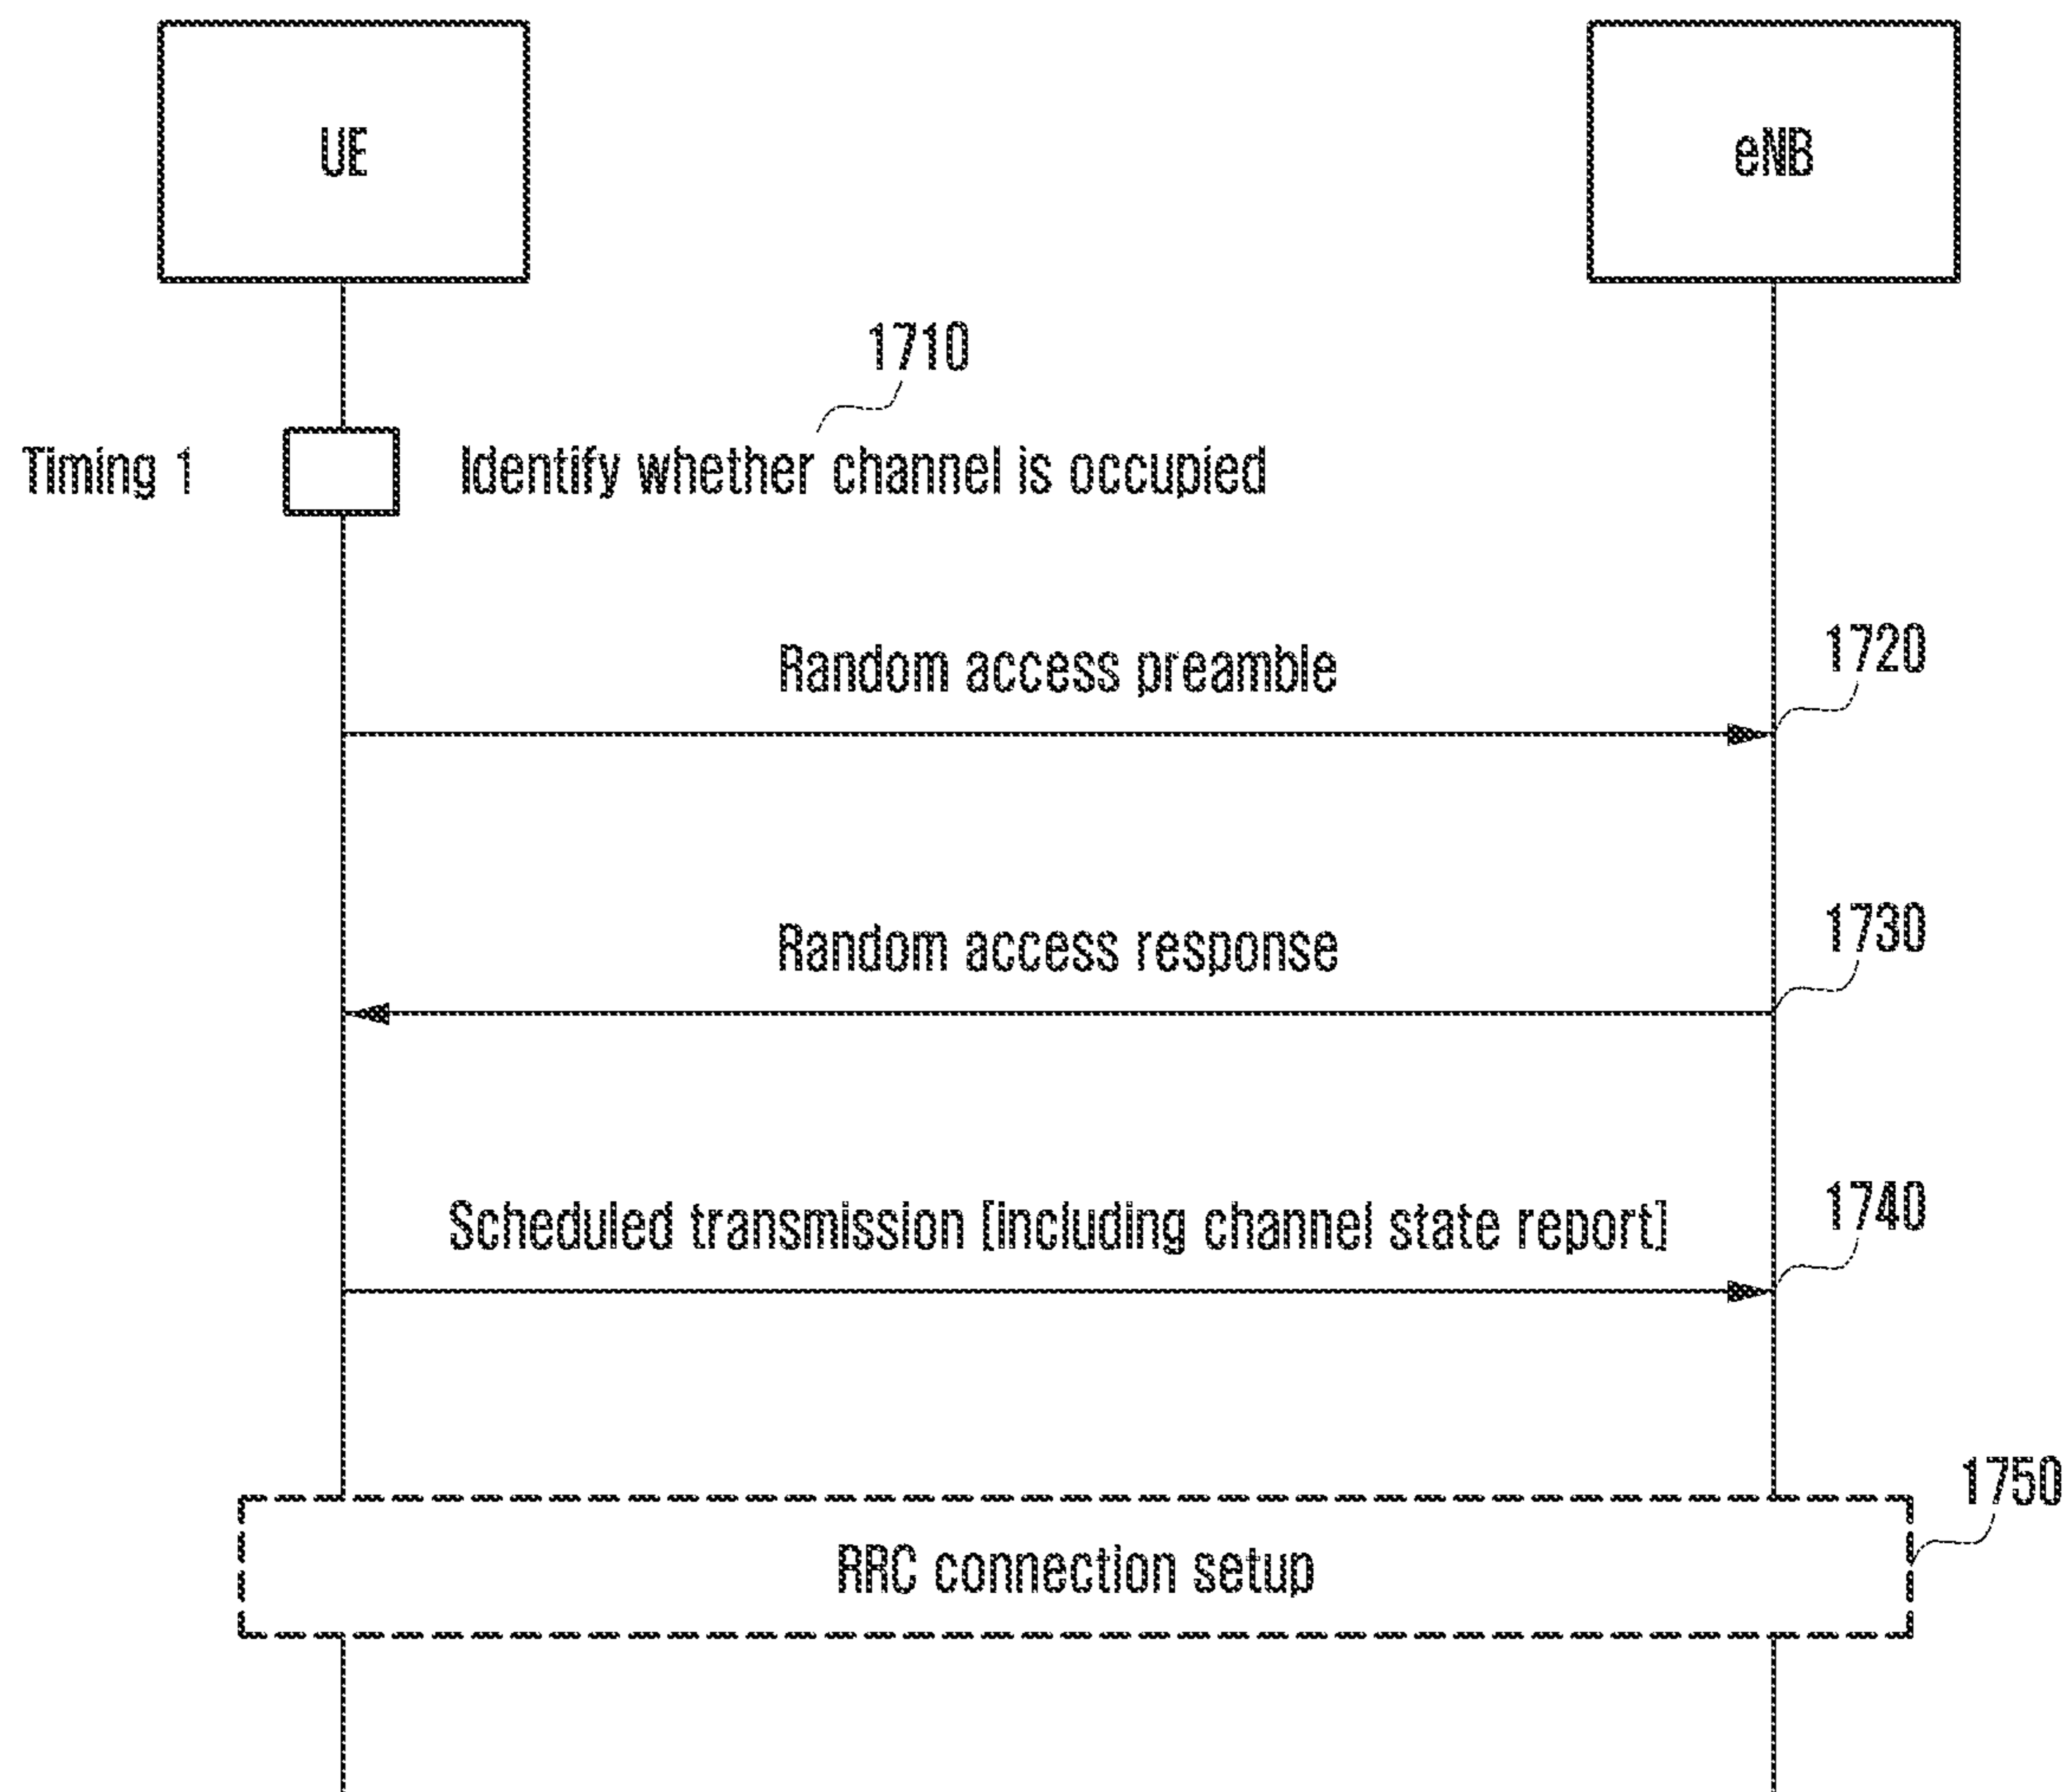 UE
eNB
1710
Timing 1
Identify whether channel is occupied
1720
Random access preamble
1730
Random access response
1740
Scheduled transmission [including channel state report]
1750
RRC connection setup